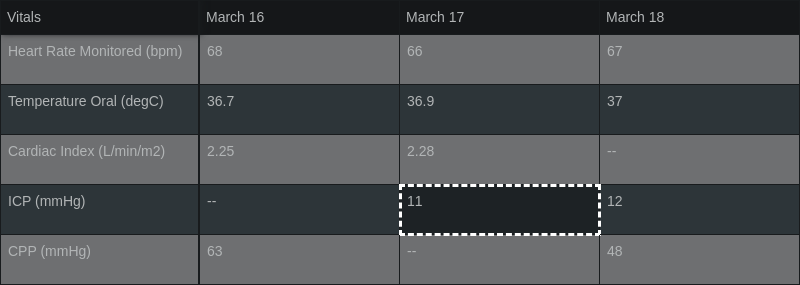 Vitals March 16 March 17 March 18
Heart Rate Monitored (bpm) 68 66 67
Temperature Oral (degC) 36.7 36.9 37
Cardiac Index (L/min/m2) 2.25 2.28 --
ICP (mmHg) -- 11 12
CPP (mmHg) 63 -- 48